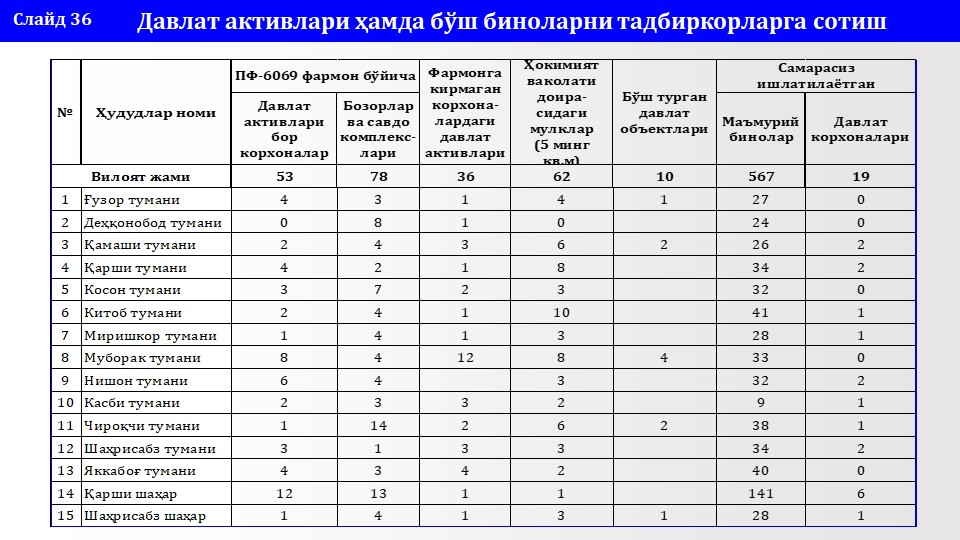 Слайд 36
Давлат активлари ҳамда бўш биноларни тадбиркорларга сотиш
№
Ҳудудлар номи
ПФ-6069 фармон бўйича
Давлат
активлари
бор
корхоналар
Бозорлар
ва савдо
комплекс-
лари
Фармонга
кирмаган
корхона-
лардаги
давлат
активлари
Ҳокимият
ваколати
доира-
сидаги
мулклар
(5 минг
кв.м)
Бўш турган
давлат
объектлари
Самарасиз
ишлатилаётган
Маъмурий
бинолар
Давлат
корхоналари
Вилоят жами 53 78 36 62 10 567 19
1 Ғузор тумани 4 3 1 4 1 27 0
2 Деҳқонобод тумани 0 8 1 0 24 0
3 Қамаши тумани 2 4 3 6 2 26 2
4 Қарши тумани 4 2 1 8 34 2
5 Косон тумани 3 7 2 3 32 0
6 Китоб тумани 2 4 1 10 41 1
7 Миришкор тумани 1 4 1 3 28 1
8 Муборак тумани 8 4 12 8 4 33 0
9 Нишон тумани 6 4 3 32 2
10 Касби тумани 2 3 3 2 9 1
11 Чироқчи тумани 1 14 2 6 2 38 1
12 Шаҳрисабз тумани 3 1 3 3 34 2
13 Яккабоғ тумани 4 3 4 2 40 0
14 Қарши шаҳар 12 13 1 1 141 6
15 Шаҳрисабз шаҳар 1 4 1 3 1 28 1